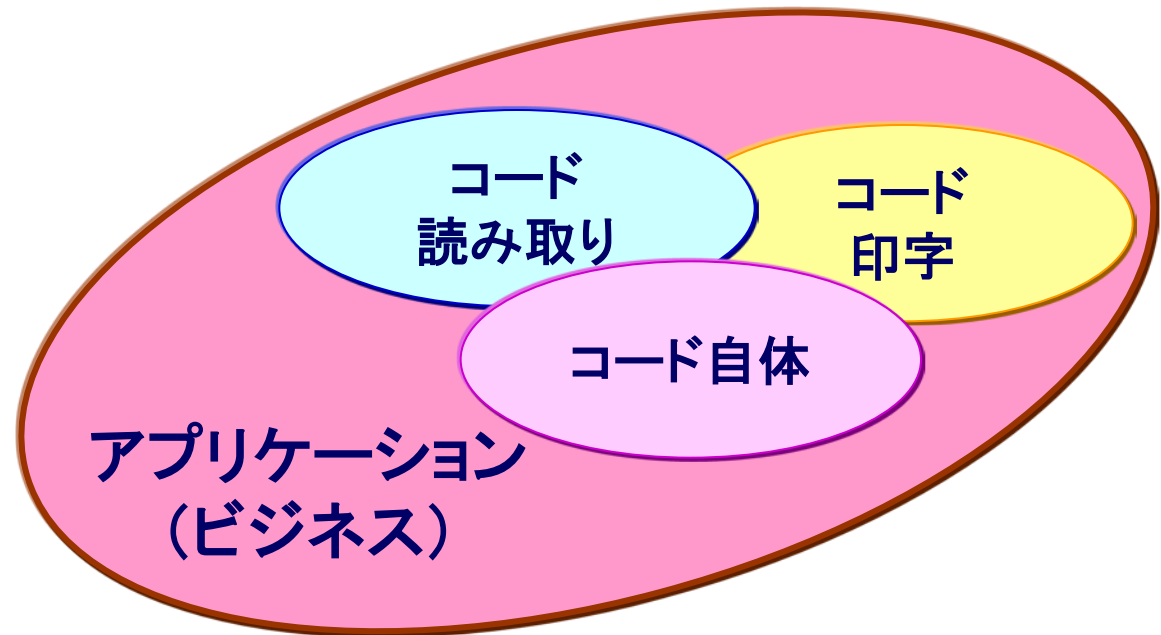 コード
読み取り
コード
印字
コード自体
アプリケーション
（ビジネス）